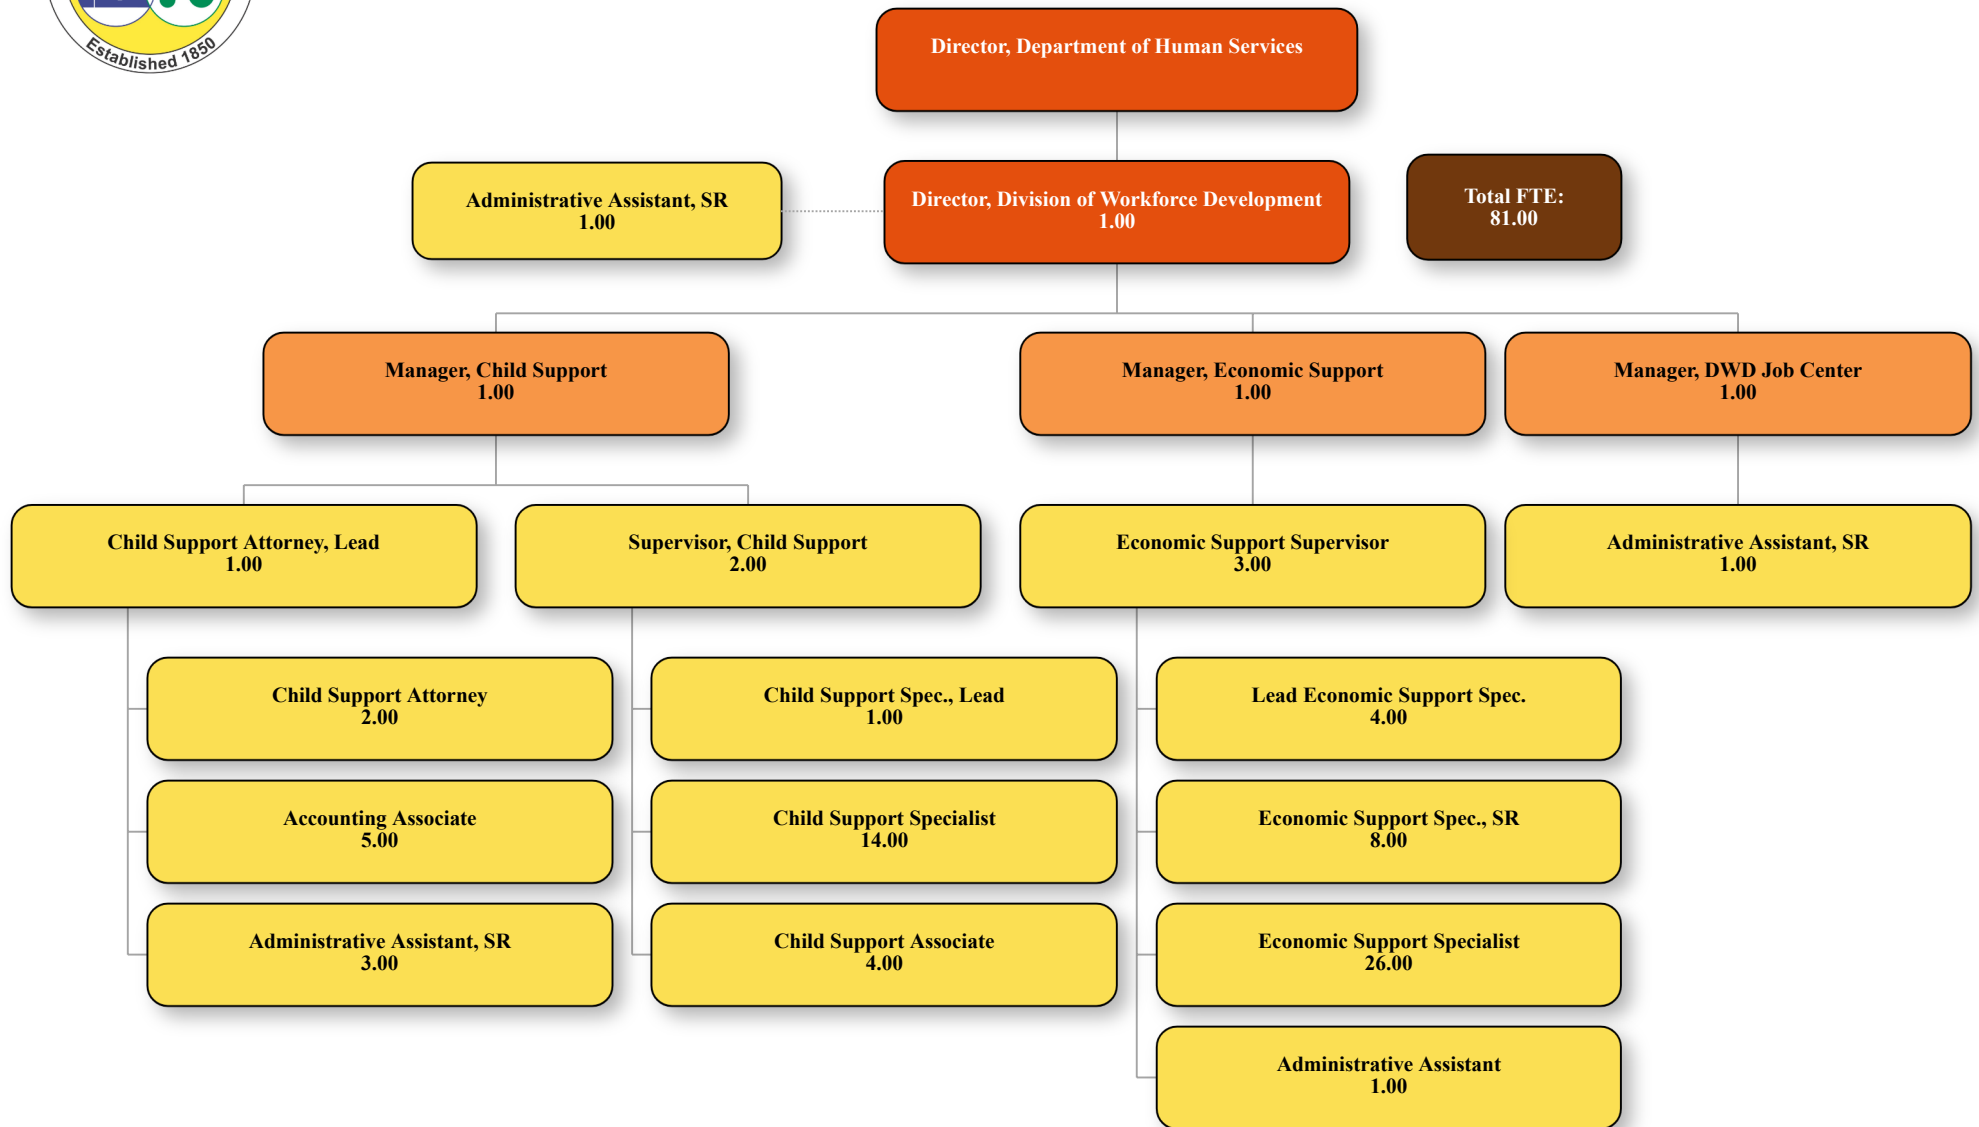 Established 1850
Director, Department of Human Services
Administrative Assistant, SR
1.00
Director, Division of Workforce Development
1.00
Total FTE:
81.00
Manager, Child Support
1.00
Manager, Economic Support
1.00
Manager, DWD Job Center
1.00
Child Support Attorney, Lead
1.00
Supervisor, Child Support
2.00
Economic Support Supervisor
3.00
Administrative Assistant, SR
1.00
Child Support Attorney
2.00
Child Support Spec., Lead
1.00
Lead Economic Support Spec.
4.00
Accounting Associate
5.00
Child Support Specialist
14.00
Economic Support Spec., SR
8.00
Administrative Assistant, SR
3.00
Child Support Associate
4.00
Economic Support Specialist
26.00
Administrative Assistant
1.00